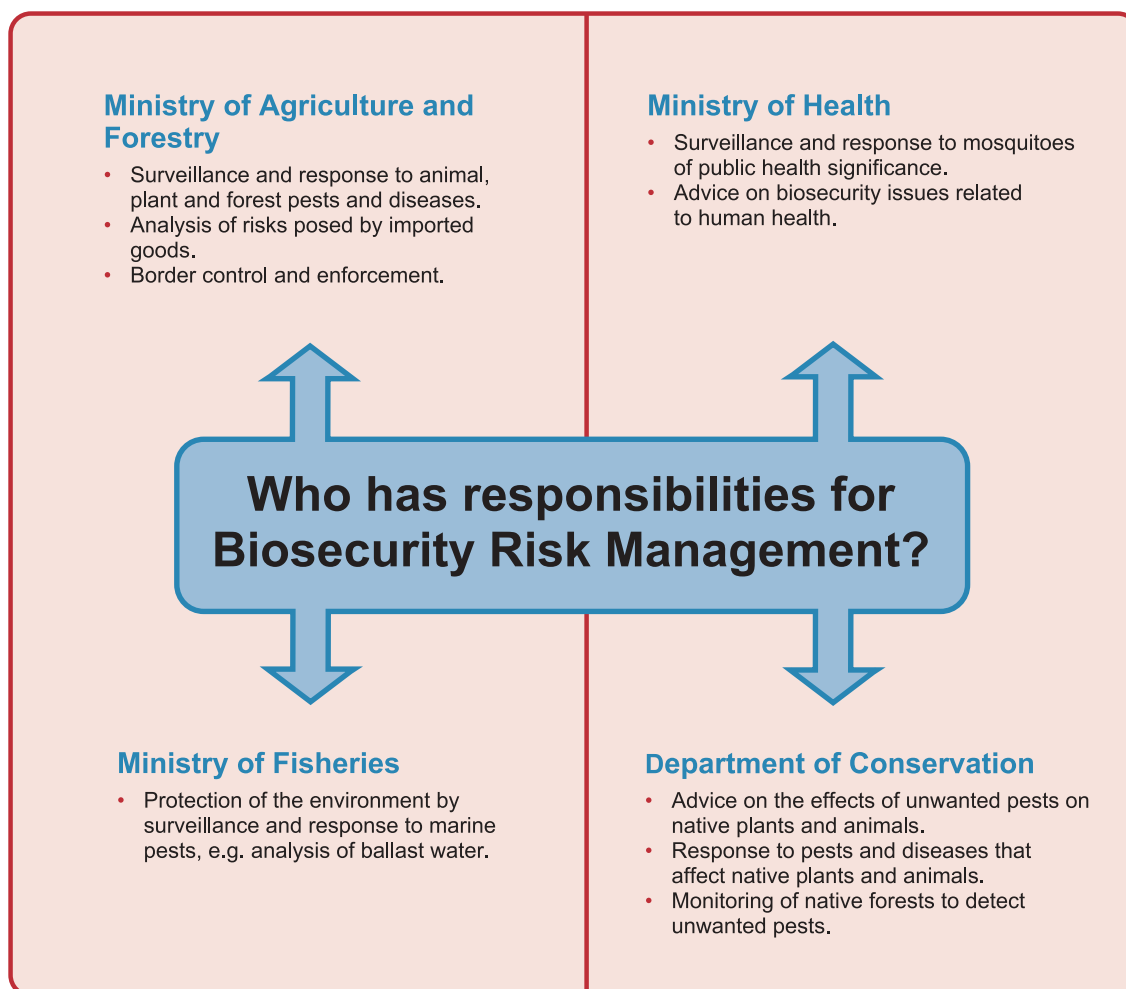 Ministry of Agriculture and
Forestry
• Surveillance and response to animal,
plant and forest pests and diseases.
• Analysis of risks posed by imported
goods.
• Border control and enforcement.
Ministry of Health
• Surveillance and response to mosquitoes
of public health significance.
• Advice on biosecurity issues related
to human health.
Who has responsibilities for
Biosecurity Risk Management?
Ministry of Fisheries
• Protection of the environment by
surveillance and response to marine
pests, e.g. analysis of ballast water.
Department of Conservation
• Advice on the effects of unwanted pests on
native plants and animals.
• Response to pests and diseases that
affect native plants and animals.
• Monitoring of native forests to detect
unwanted pests.